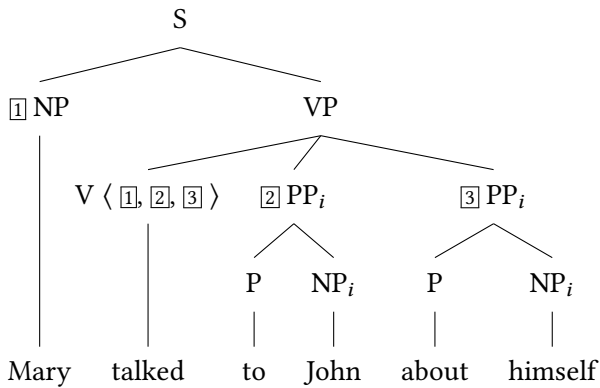 S
1 NP VP
V ⟨ 1, 2, 3 ⟩ 2 PPᵢ 3 PPᵢ
P NPᵢ P NPᵢ
Mary talked to John about himself